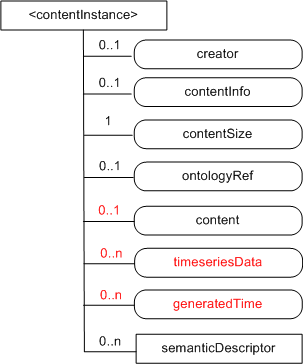 <contentInstance>
0..1
creator
0..1
contentInfo
1
contentSize
0..1
ontologyRef
0..1
content
0..n
timeseriesData
0..n
generatedTime
0..n
semanticDescriptor